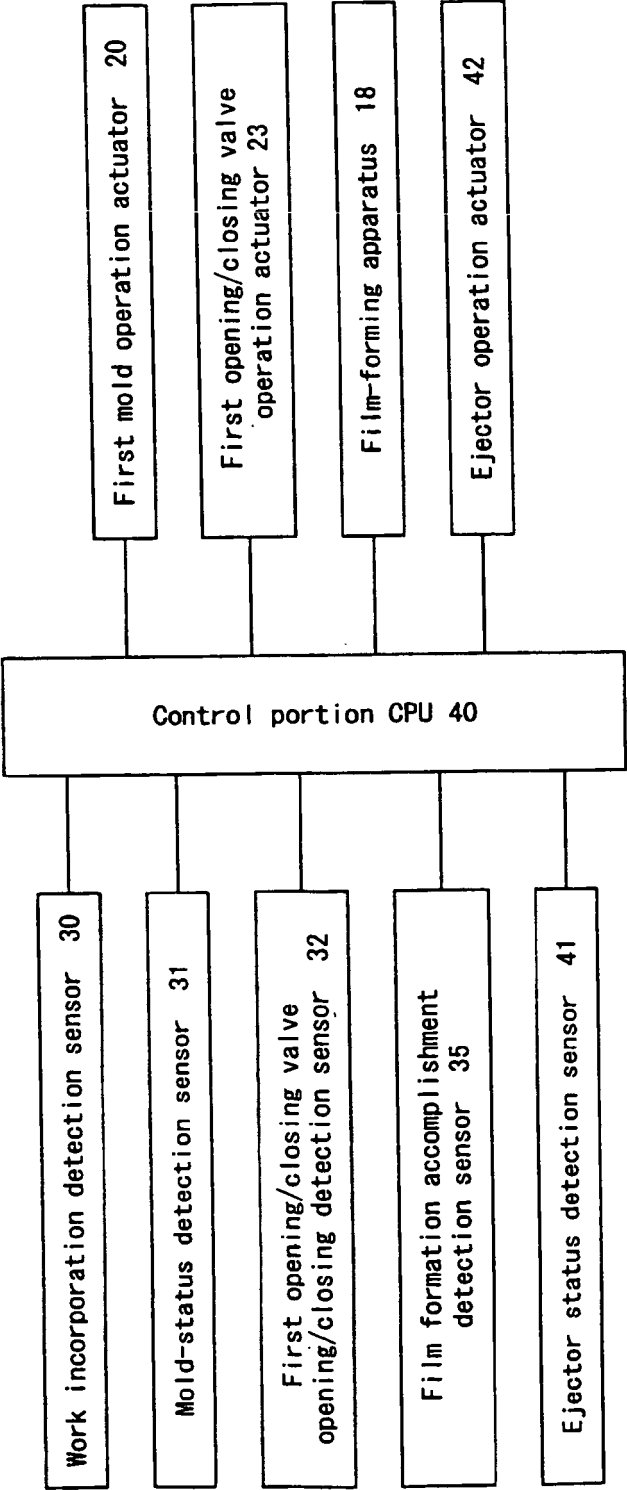 Work incorporation detection sensor 30
Mold-status detection sensor 31
First opening/closing valve
opening/closing detection sensor 32
Film formation accomplishment
detection sensor 35
Ejector status detection sensor 41
Control portion CPU 40
First mold operation actuator 20
First opening/closing valve
operation actuator 23
Film-forming apparatus 18
Ejector operation actuator 42